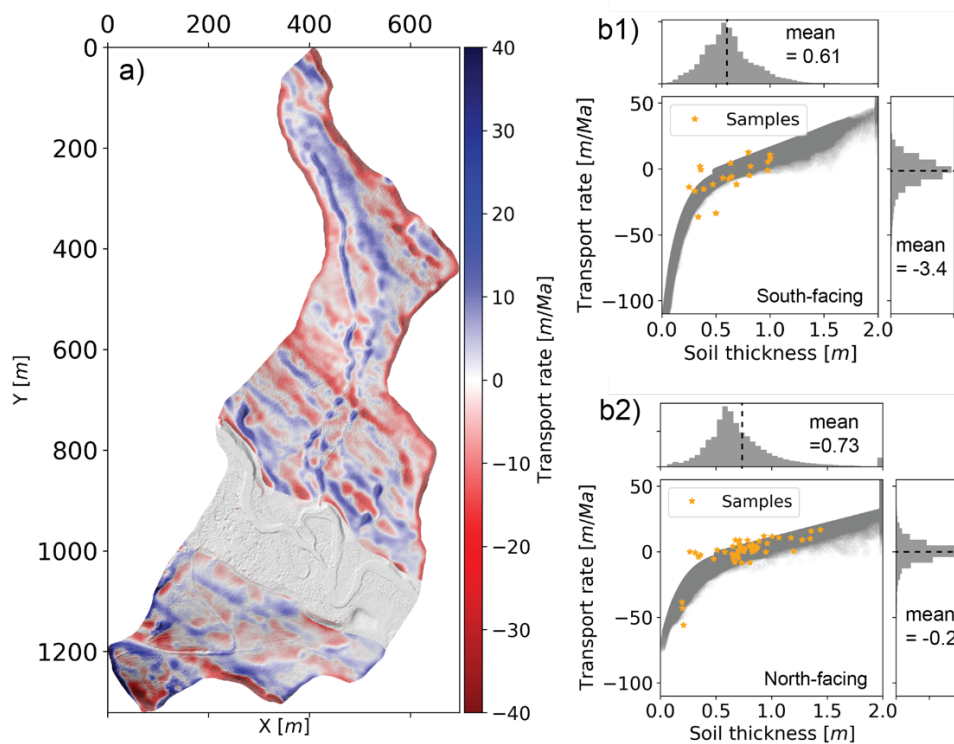 0 200 400 600
a)
0
200
400
600
800
1000
1200
Y [m]
X [m]
40
30
20
10
0
−10
−20
−30
−40
Transport rate [m/Ma]
b1)
mean
= 0.61
Samples
50
0
−50
−100
Transport rate [m/Ma]
mean
= -3.4
South-facing
0.0 0.5 1.0 1.5 2.0
Soil thickness [m]
b2)
mean
=0.73
Samples
50
0
−50
−100
Transport rate [m/Ma]
mean
= -0.2
North-facing
0.0 0.5 1.0 1.5 2.0
Soil thickness [m]